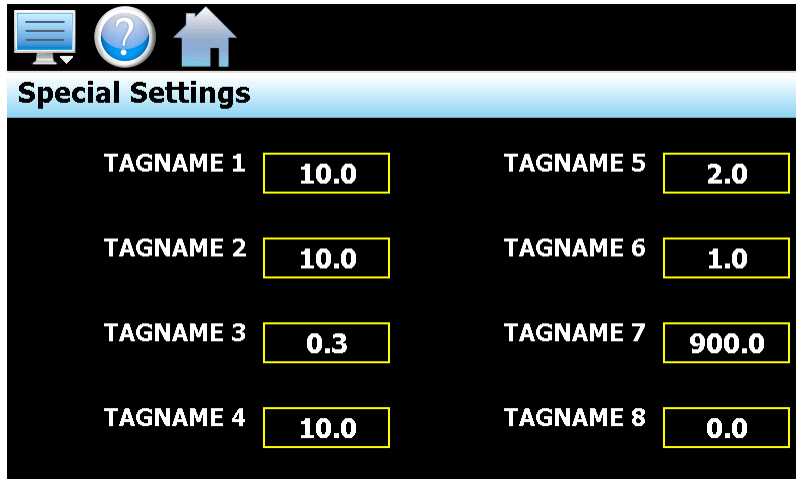 ?
Special Settings
TAGNAME 1 10.0 TAGNAME 5 2.0
TAGNAME 2 10.0 TAGNAME 6 1.0
TAGNAME 3 0.3 TAGNAME 7 900.0
TAGNAME 4 10.0 TAGNAME 8 0.0